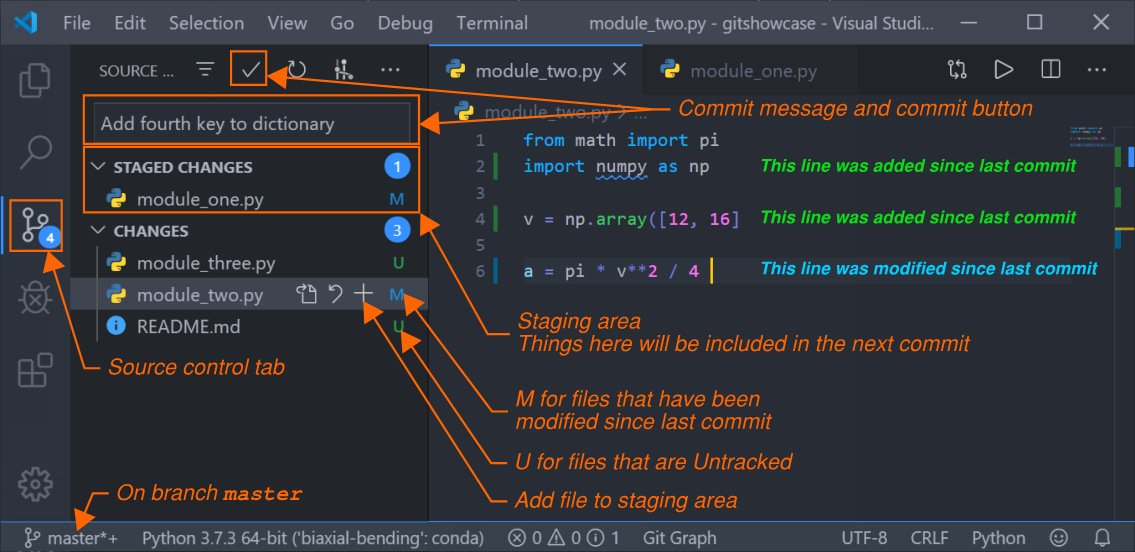 File Edit Selection View Go Debug Terminal module_two.py - gitshowcase - Visual Studi...
SOURCE ...
module_two.py
module_one.py
Add fourth key to dictionary
module_two.py > ...
Commit message and commit button
STAGED CHANGES 1
module_one.py M
CHANGES 3
module_three.py U
module_two.py M
README.md U
4
1 from math import pi
2 import numpy as np This line was added since last commit
3
4 v = np.array([12, 16] This line was added since last commit
5
6 a = pi * v**2 / 4 This line was modified since last commit
Staging area
Things here will be included in the next commit
Source control tab
M for files that have been
modified since last commit
U for files that are Untracked
Add file to staging area
On branch master
master*+ Python 3.7.3 64-bit ('biaxial-bending': conda) 0 0 1 Git Graph UTF-8 CRLF Python